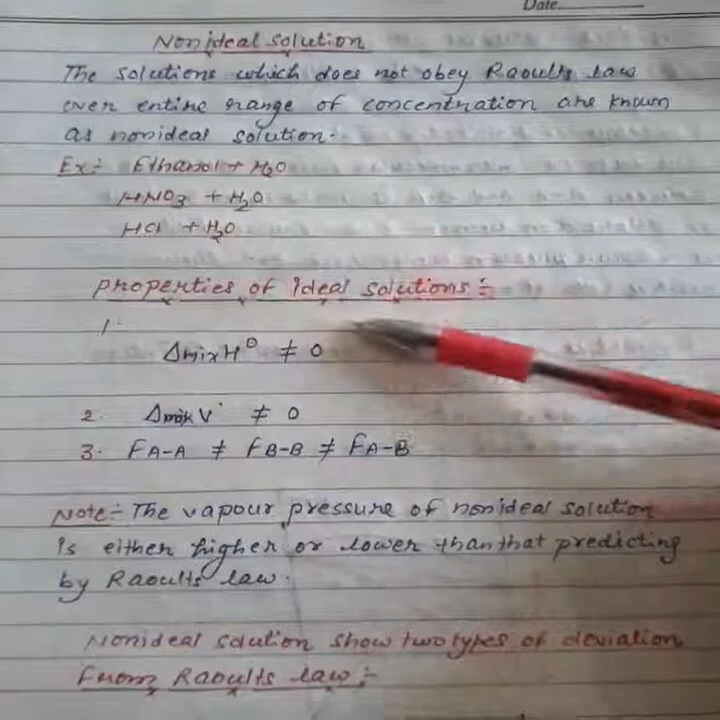 Date
Nonideal solution
The solutions which does not obey Raoults law
over entire range of concentration are known
as nonideal solution.
Ex:- Ethanol + H2O
HNO3 + H2O
HCl + H2O
properties of ideal solutions:-
1.
ΔmixH° ≠ 0
2. Δmix V ≠ 0
3. FA-A ≠ FB-B ≠ FA-B
Note:- The vapour pressure of nonideal solution
is either higher or lower than that predicting
by Raoults law.
Nonideal solution show two types of deviation
From Raoults law:-